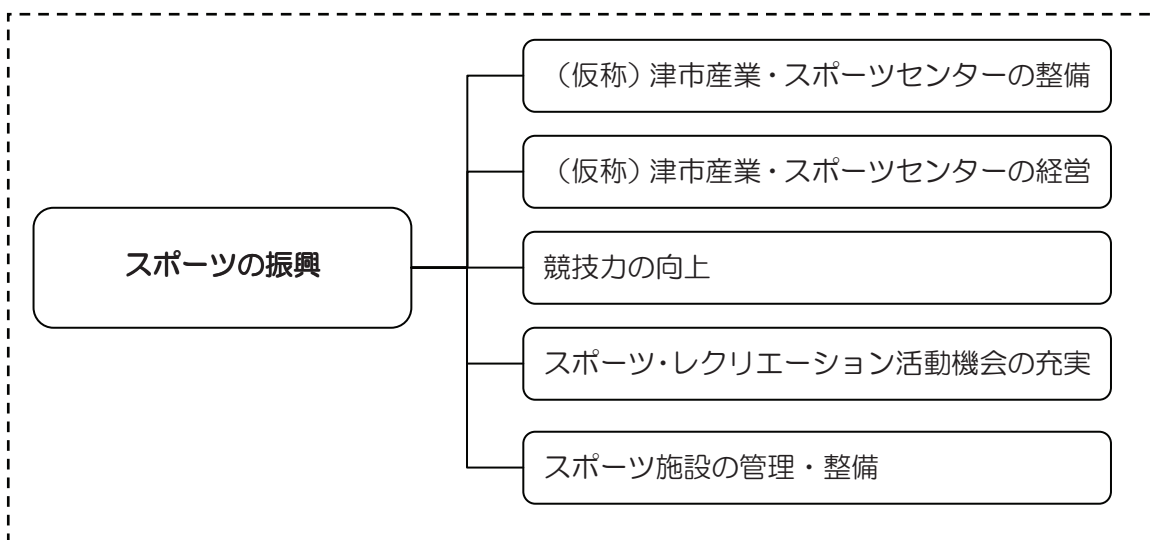 （仮称）津市産業・スポーツセンターの整備
（仮称）津市産業・スポーツセンターの経営
スポーツの振興
競技力の向上
スポーツ・レクリエーション活動機会の充実
スポーツ施設の管理・整備